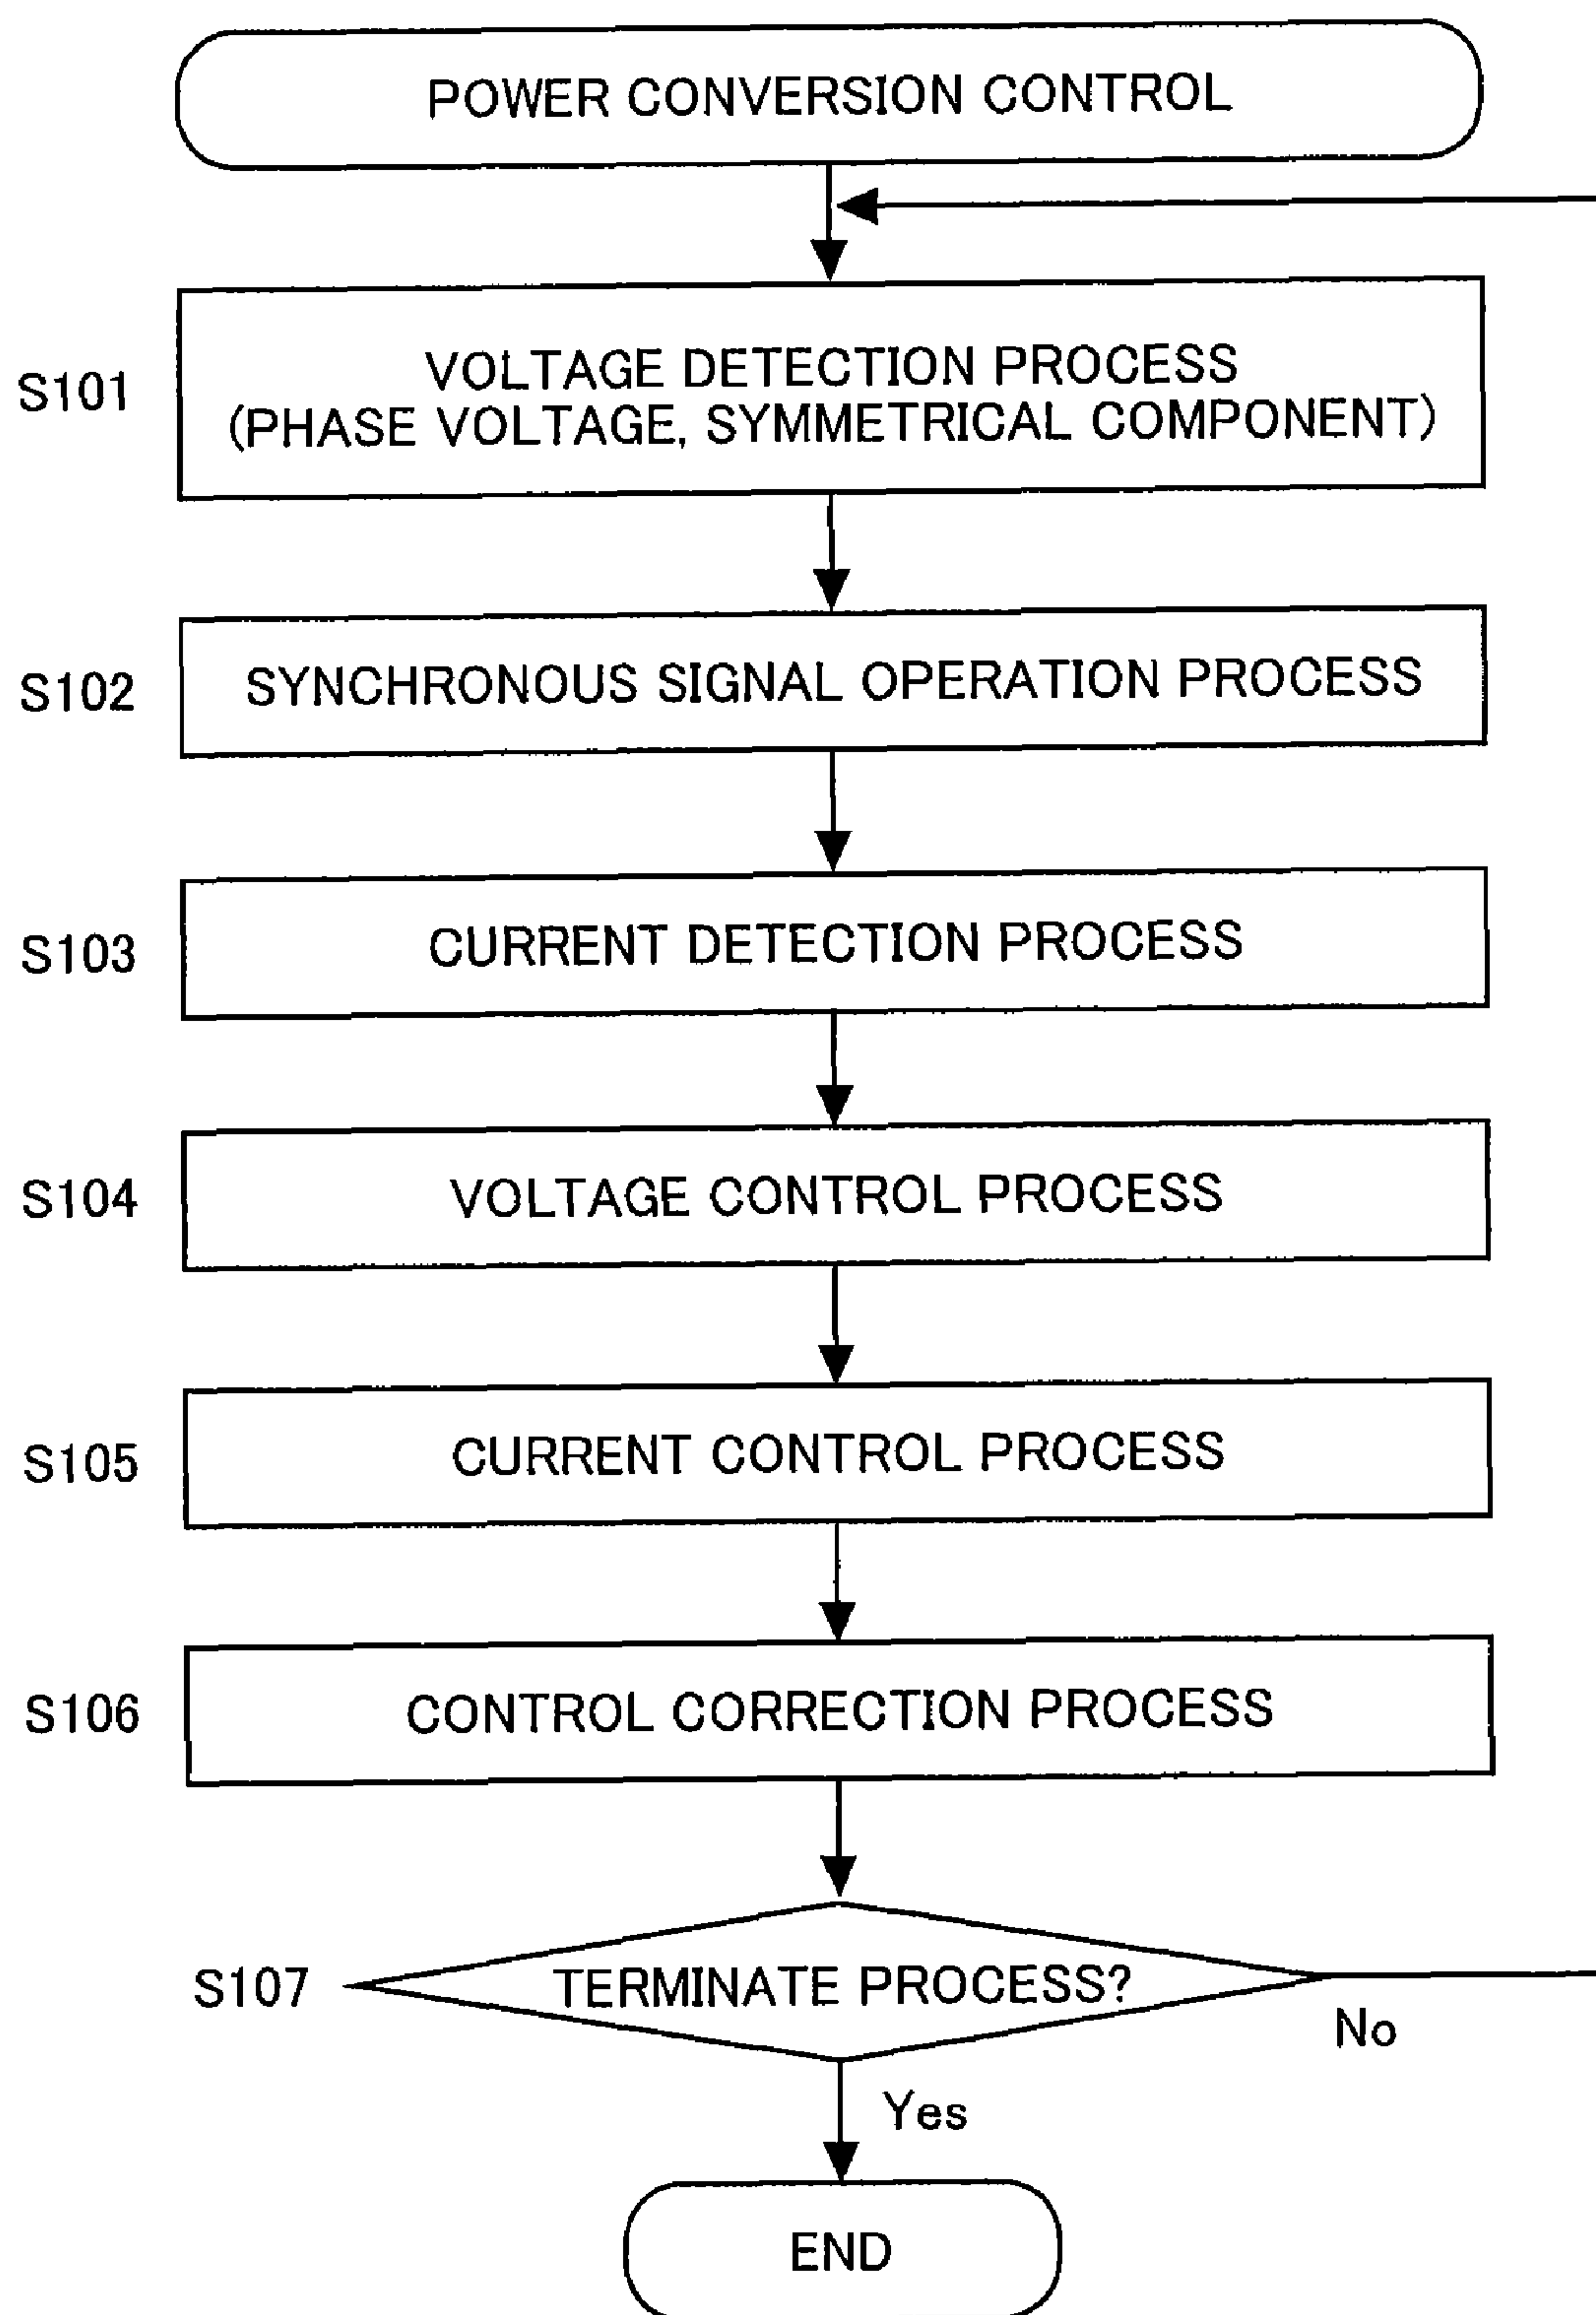 POWER CONVERSION CONTROL
S101
VOLTAGE DETECTION PROCESS
(PHASE VOLTAGE, SYMMETRICAL COMPONENT)
S102
SYNCHRONOUS SIGNAL OPERATION PROCESS
S103
CURRENT DETECTION PROCESS
S104
VOLTAGE CONTROL PROCESS
S105
CURRENT CONTROL PROCESS
S106
CONTROL CORRECTION PROCESS
S107
TERMINATE PROCESS?
No
Yes
END